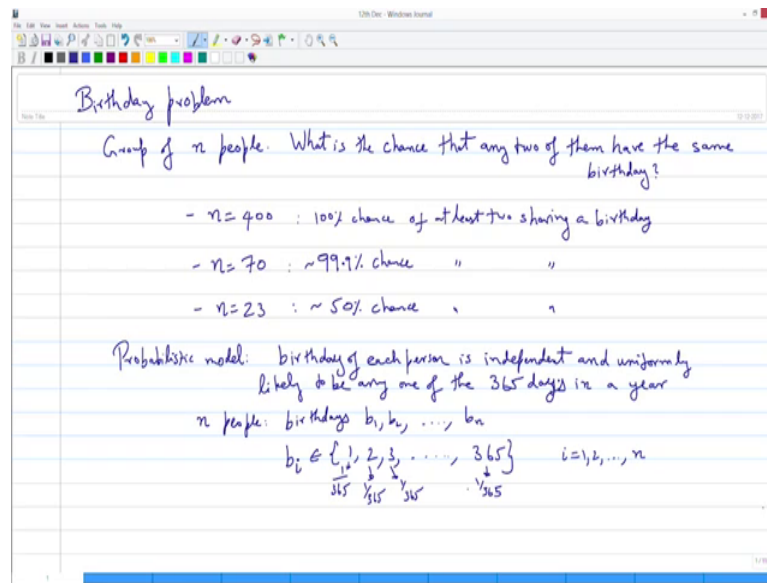 12th Dec - Windows Journal
File Edit View Insert Actions Tools Help
B I
Note Title
12-12-2017
Birthday problem
Group of n people. What is the chance that any two of them have the same
birthday?
- n = 400 : 100% chance of at least two sharing a birthday
- n = 70 : ~99.9% chance " "
- n = 23 : ~50% chance " "
Probabilistic model: birthday of each person is independent and uniformly
likely to be any one of the 365 days in a year
n people: birthdays b₁, b₂, ...., bₙ
bᵢ ∈ {1, 2, 3, ....., 365} i=1,2,...,n
1/365 1/365 1/365 1/365